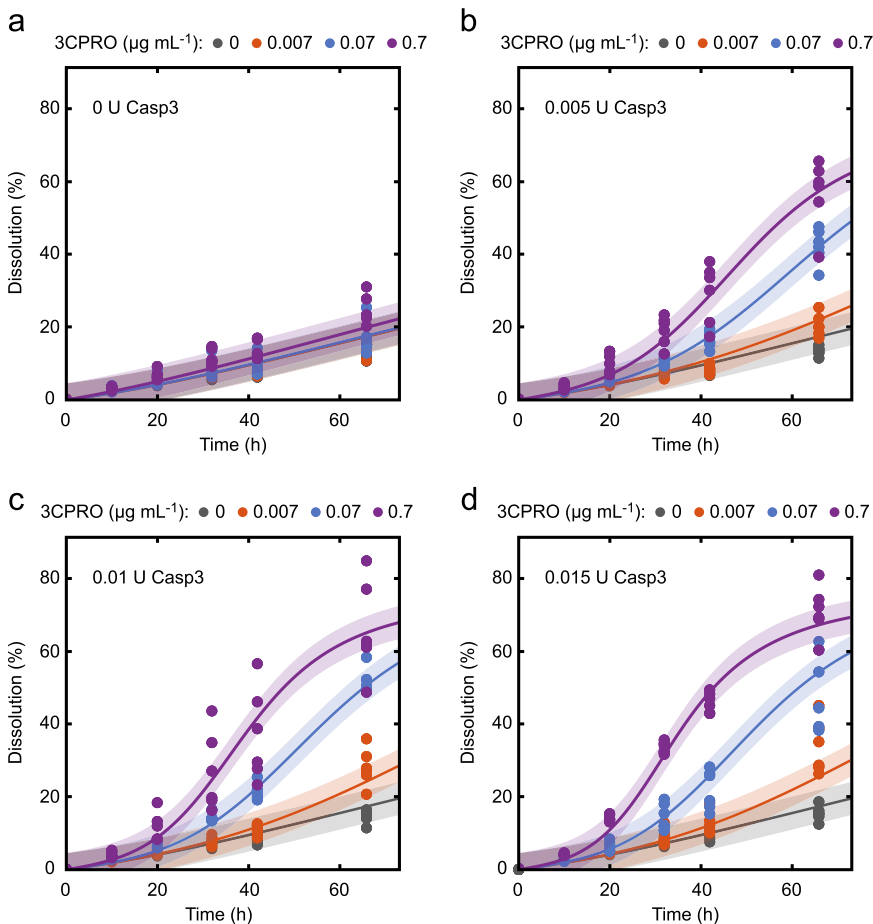 a
3CPRO (µg mL-1): 0 0.007 0.07 0.7
0 U Casp3
Dissolution (%)
80
60
40
20
0
0 20 40 60
Time (h)
b
3CPRO (µg mL-1): 0 0.007 0.07 0.7
0.005 U Casp3
Dissolution (%)
80
60
40
20
0
0 20 40 60
Time (h)
c
3CPRO (µg mL-1): 0 0.007 0.07 0.7
0.01 U Casp3
Dissolution (%)
80
60
40
20
0
0 20 40 60
Time (h)
d
3CPRO (µg mL-1): 0 0.007 0.07 0.7
0.015 U Casp3
Dissolution (%)
80
60
40
20
0
0 20 40 60
Time (h)